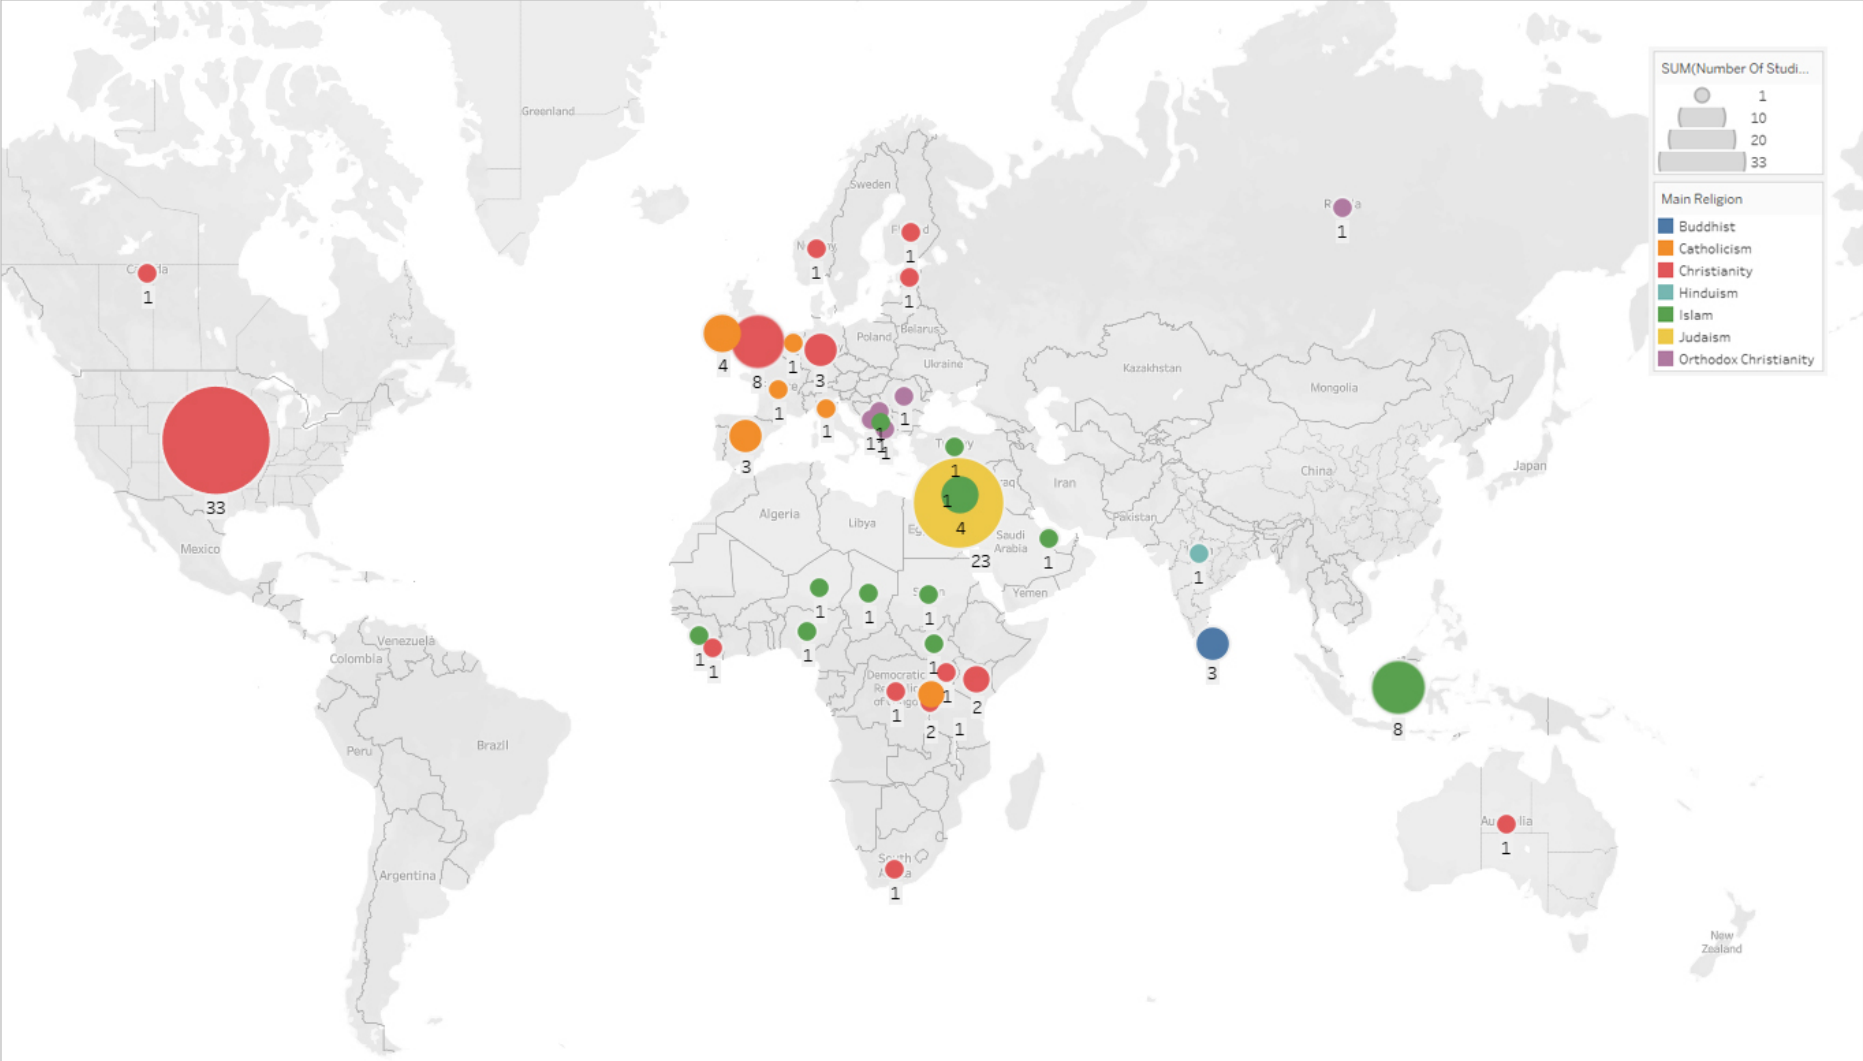 Greenland
Sweden
1
1
1
1
Canada
1
Poland
Belarus
Ukraine
4
8
1
3
1
1
1
3
11
1
1
Kazakhstan
Mongolia
China
Japan
33
Mexico
Algeria
Libya
1
1
4
23
Iran
Saudi
Arabia
1
Pakistan
Yemen
1
3
1
1
1
1
1
1
1
Venezuela
Colombia
Democratic
1
1
2
2
1
8
Peru
Brazil
Argentina
South
1
1
New
Zealand
SUM(Number Of Studi...
1
10
20
33
Main Religion
Buddhist
Catholicism
Christianity
Hinduism
Islam
Judaism
Orthodox Christianity